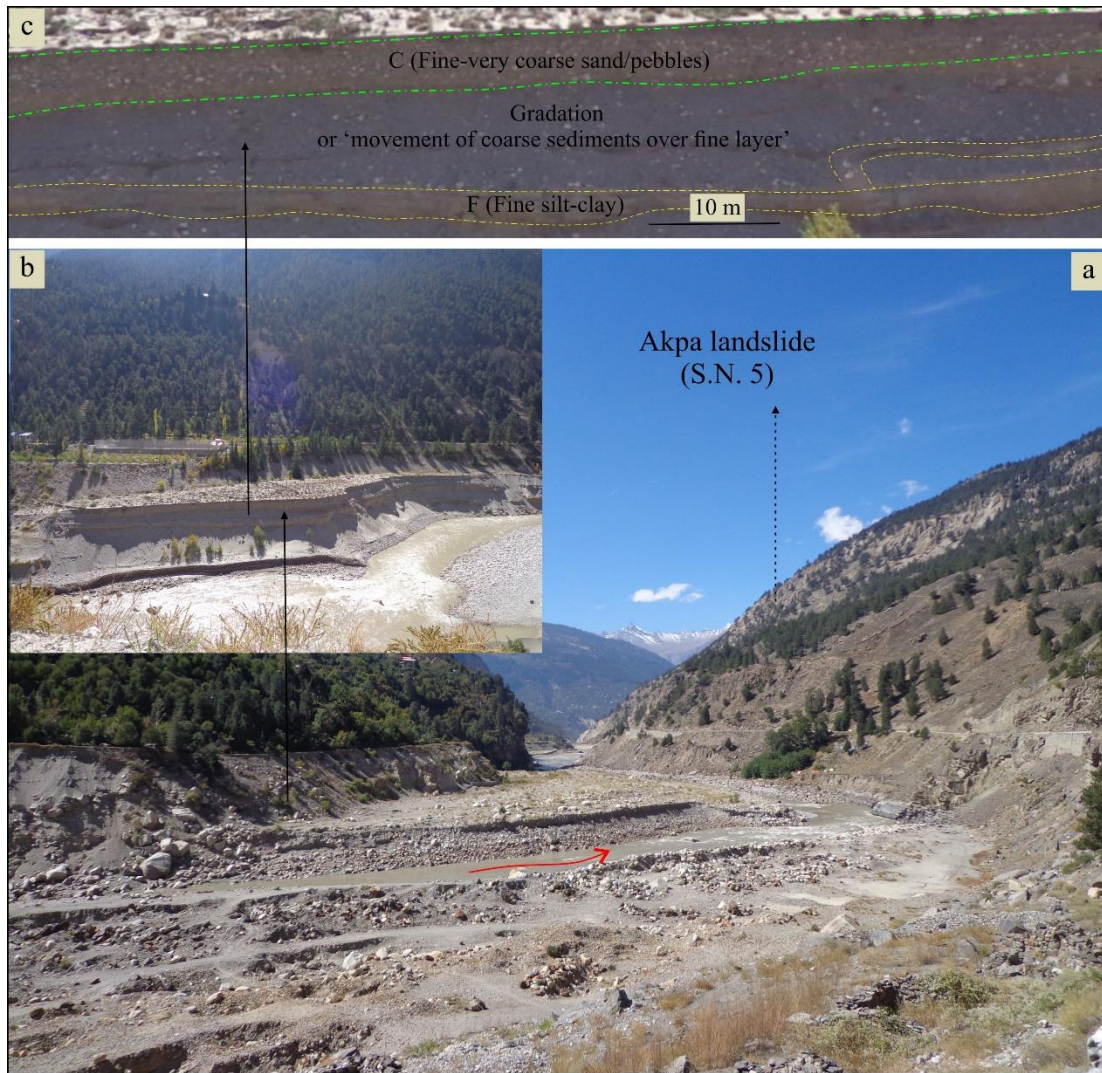 c
C (Fine-very coarse sand/pebbles)
Gradation
or ‘movement of coarse sediments over fine layer’
F (Fine silt-clay)
10 m
b
a
Akpa landslide
(S.N. 5)